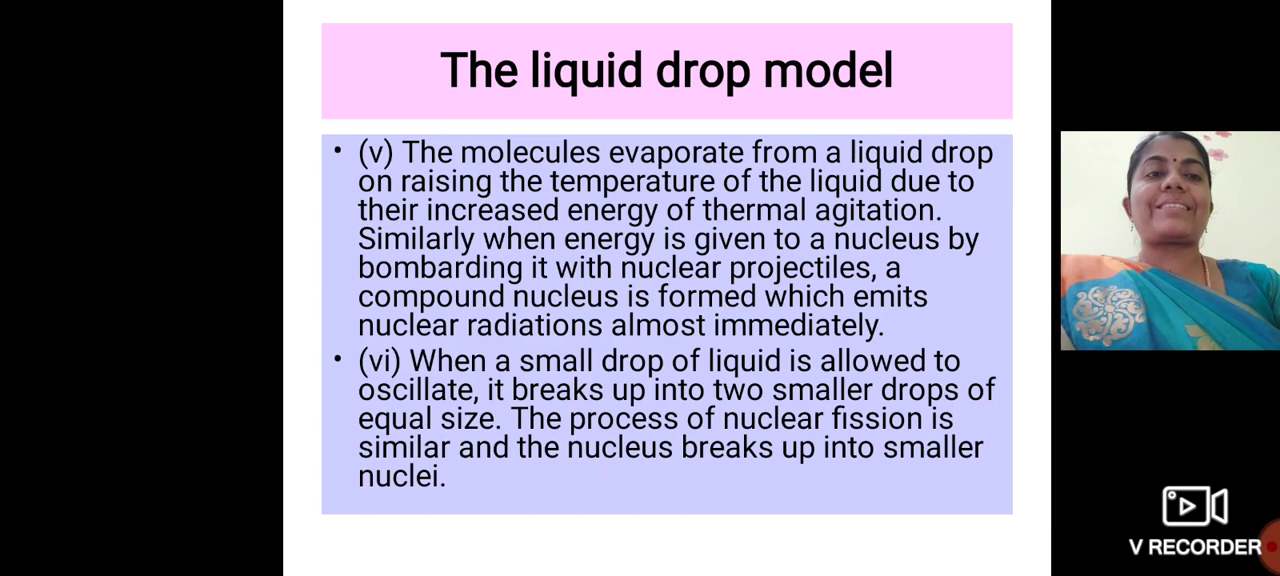 The liquid drop model
• (v) The molecules evaporate from a liquid drop
on raising the temperature of the liquid due to
their increased energy of thermal agitation.
Similarly when energy is given to a nucleus by
bombarding it with nuclear projectiles, a
compound nucleus is formed which emits
nuclear radiations almost immediately.
• (vi) When a small drop of liquid is allowed to
oscillate, it breaks up into two smaller drops of
equal size. The process of nuclear fission is
similar and the nucleus breaks up into smaller
nuclei.
V RECORDER